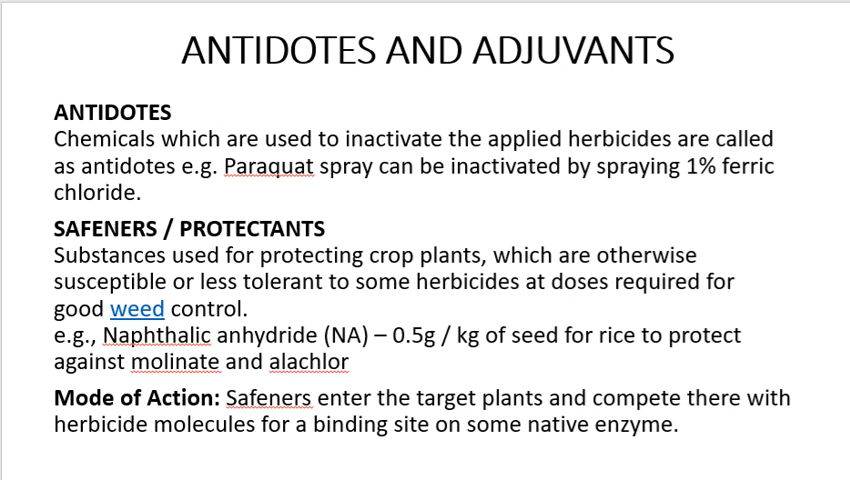 ANTIDOTES AND ADJUVANTS
ANTIDOTES
Chemicals which are used to inactivate the applied herbicides are called
as antidotes e.g. Paraquat spray can be inactivated by spraying 1% ferric
chloride.
SAFENERS / PROTECTANTS
Substances used for protecting crop plants, which are otherwise
susceptible or less tolerant to some herbicides at doses required for
good weed control.
e.g., Naphthalic anhydride (NA) – 0.5g / kg of seed for rice to protect
against molinate and alachlor
Mode of Action: Safeners enter the target plants and compete there with
herbicide molecules for a binding site on some native enzyme.